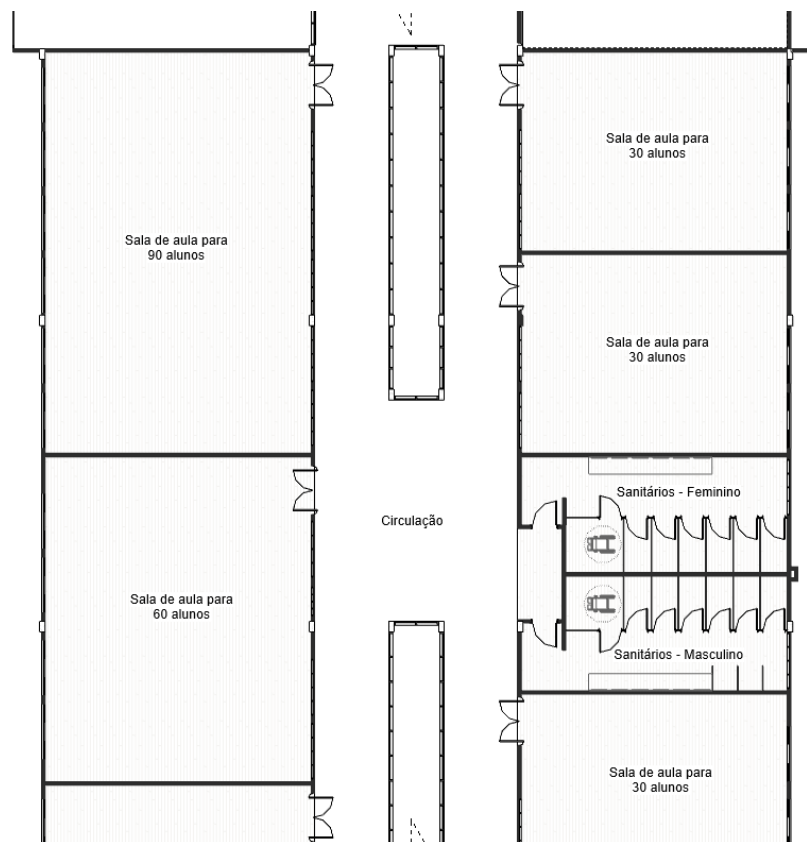 Sala de aula para
30 alunos
Sala de aula para
90 alunos
Sala de aula para
30 alunos
Sanitários - Feminino
Circulação
Sala de aula para
60 alunos
Sanitários - Masculino
Sala de aula para
30 alunos